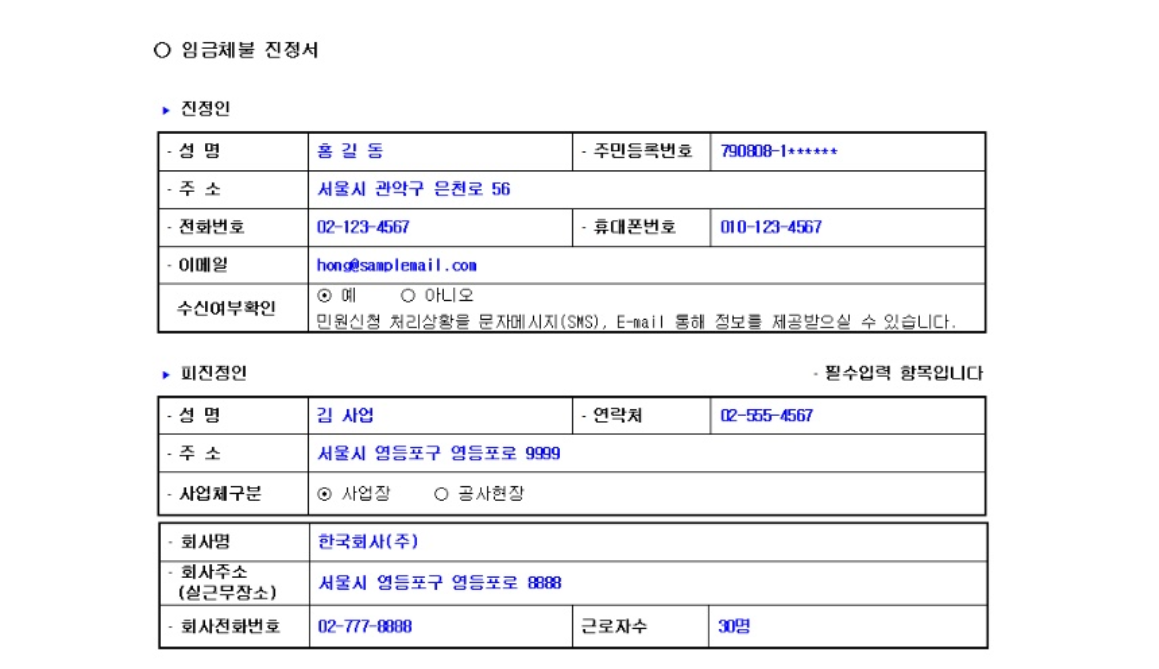 ○ 임금체불 진정서
▸ 진정인
- 성 명 홍 길 동 - 주민등록번호 790808-1******
- 주 소 서울시 관악구 은천로 56
- 전화번호 02-123-4567 - 휴대폰번호 010-123-4567
- 이메일 hong@samplemail.com
수신여부확인 ⊙ 예 ○ 아니오
민원신청 처리상황을 문자메시지(SMS), E-mail 통해 정보를 제공받으실 수 있습니다.
▸ 피진정인 - 필수입력 항목입니다
- 성 명 김 사업 - 연락처 02-555-4567
- 주 소 서울시 영등포구 영등포로 9999
- 사업체구분 ⊙ 사업장 ○ 공사현장
- 회사명 한국회사(주)
- 회사주소
(실근무장소) 서울시 영등포구 영등포로 8888
- 회사전화번호 02-777-8888 근로자수 30명